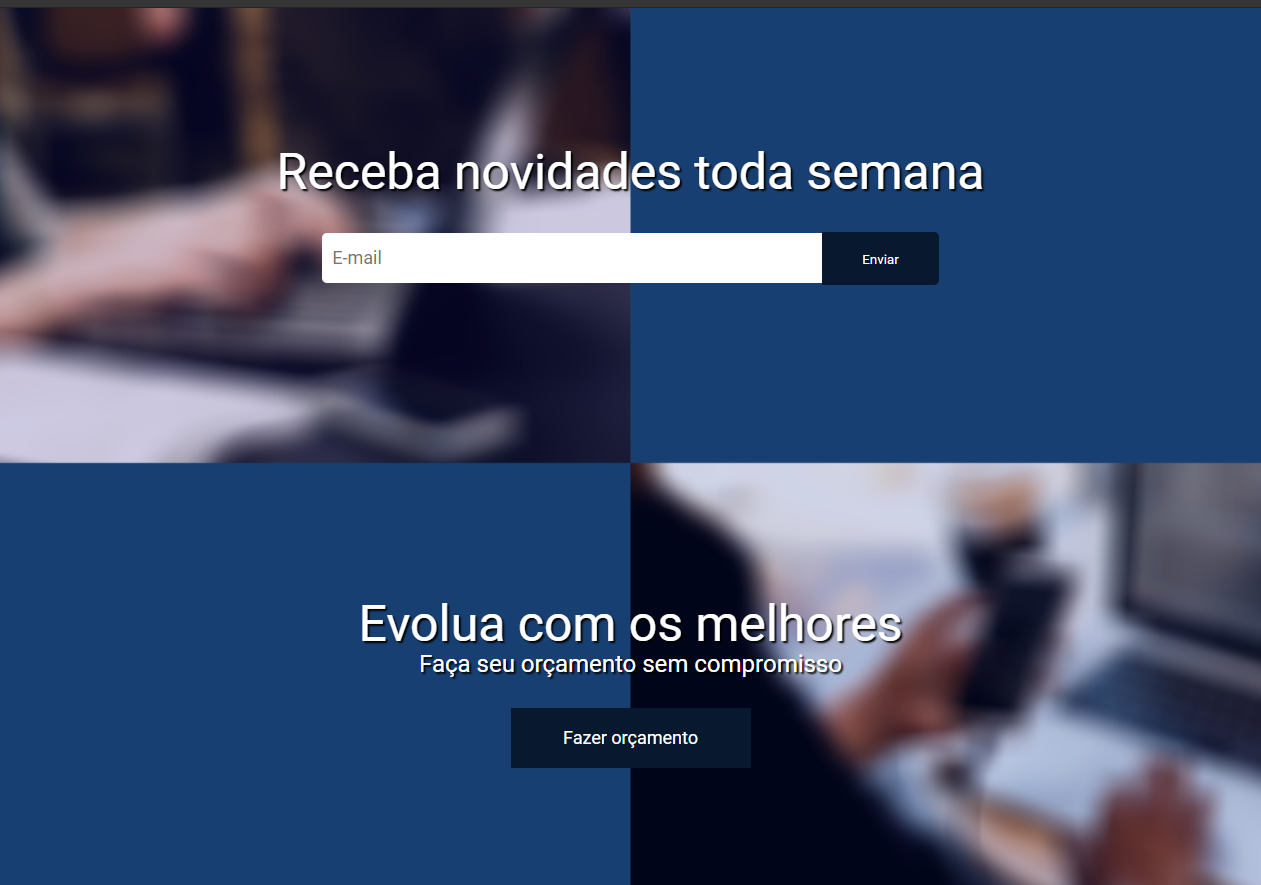 Receba novidades toda semana
E-mail
Enviar
Evolua com os melhores
Faça seu orçamento sem compromisso
Fazer orçamento